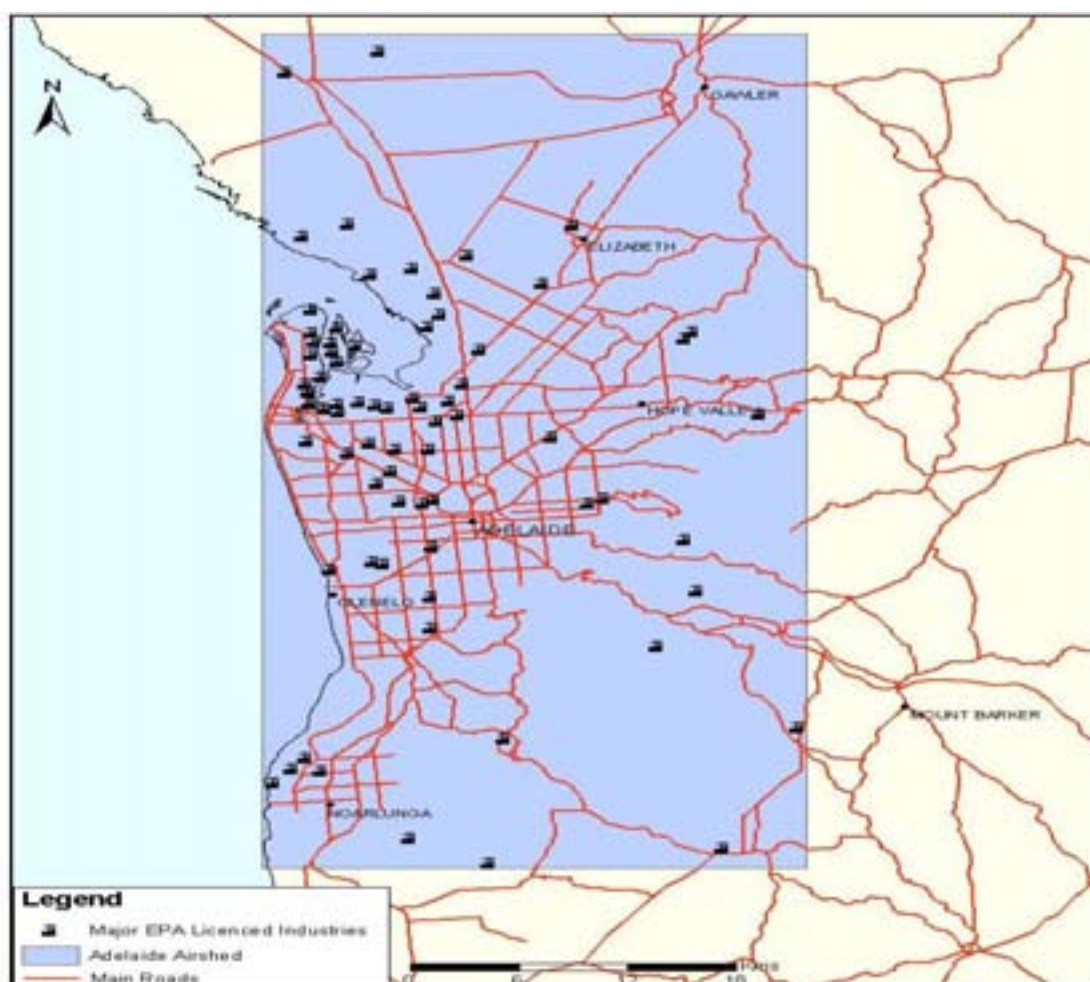 N
GAWLER
ELIZABETH
HOPE VALLEY
ADELAIDE
GLENELG
MOUNT BARKER
NOARLUNGA
Legend
Major EPA Licenced Industries
Adelaide Airshed
Main Roads
0 6 12 18 Kms